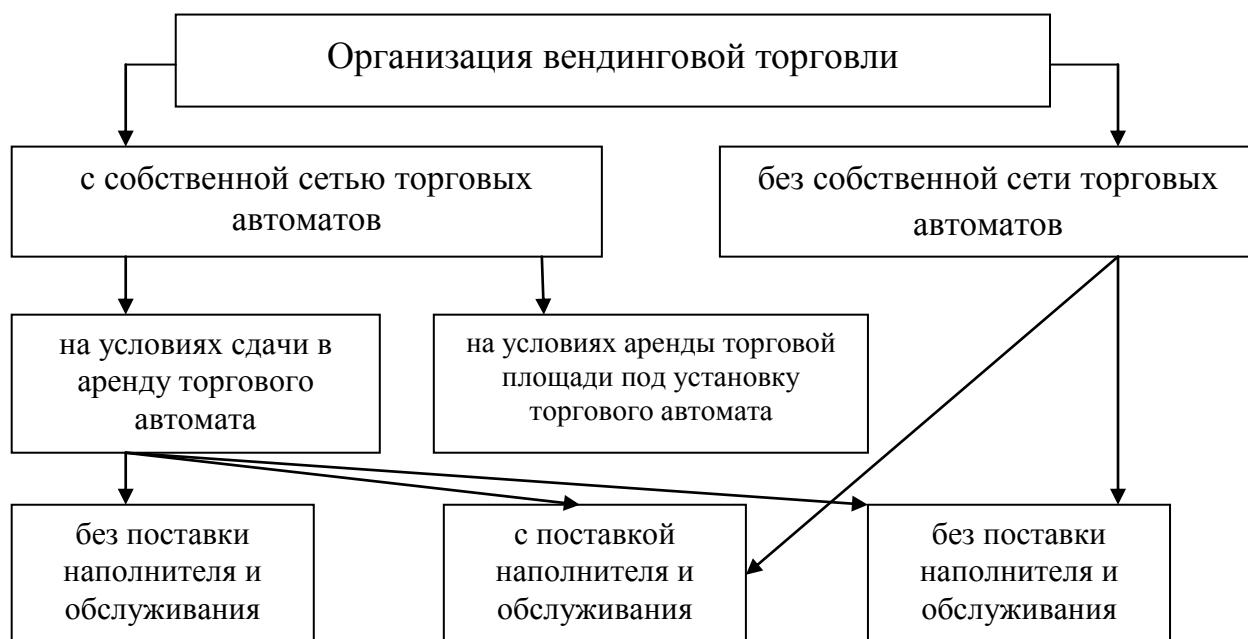 Организация вендинговой торговли
с собственной сетью торговых
автоматов
без собственной сети торговых
автоматов
на условиях сдачи в
аренду торгового
автомата
на условиях аренды торговой
площади под установку
торгового автомата
без поставки
наполнителя и
обслуживания
с поставкой
наполнителя и
обслуживания
без поставки
наполнителя и
обслуживания